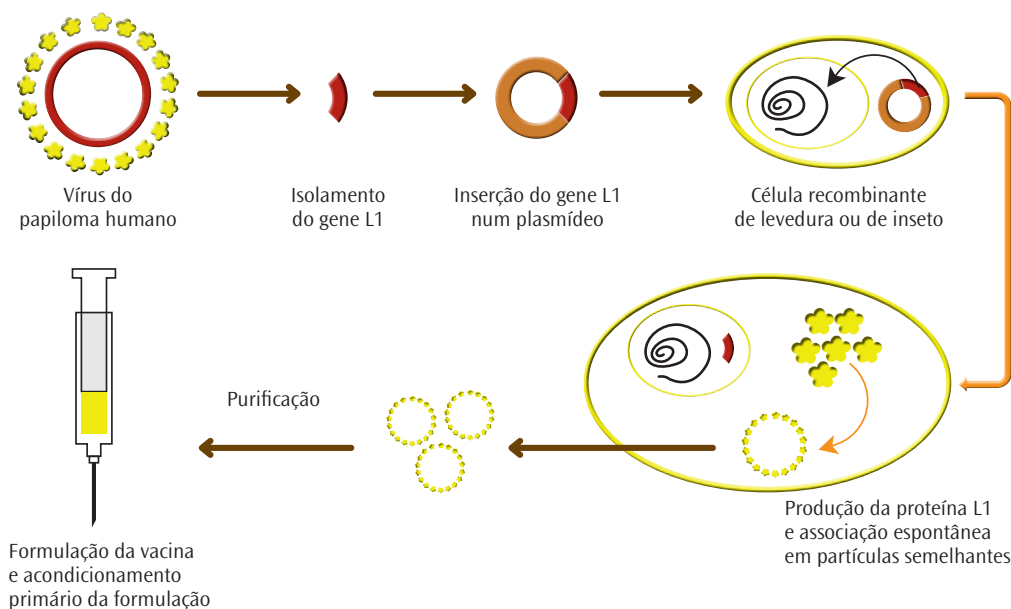 Vírus do
papiloma humano
Isolamento
do gene L1
Inserção do gene L1
num plasmídeo
Célula recombinante
de levedura ou de inseto
Produção da proteína L1
e associação espontânea
em partículas semelhantes
Purificação
Formulação da vacina
e acondicionamento
primário da formulação